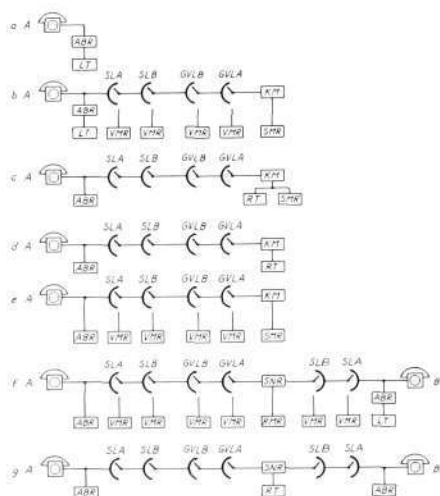 a A
ABR
LT
SLA SLB GVLB GVLA
b A KM
ABR
LT VMR VMR VMR VMR SMR
SLA SLB GVLB GVLA
c A KM
ABR RT SMR
SLA SLB GVLB GVLA
d A KM
ABR RT
SLA SLB GVLB GVLA
e A KM
ABR VMR VMR VMR VMR SMR
SLA SLB GVLB GVLA SLB SLA
f A SNR B
ABR
ABR VMR VMR VMR VMR RMR VMR VMR LT
SLA SLB GVLB GVLA SLB SLA
g A SNR B
ABR RT ABR